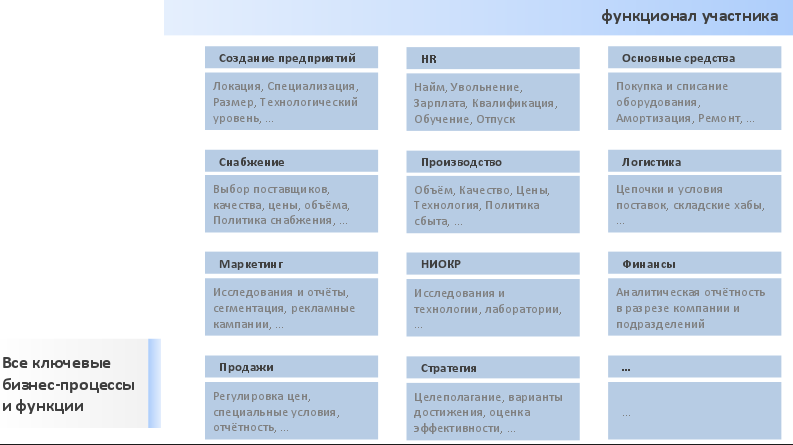 функционал участника
Создание предприятий
Локация, Специализация,
Размер, Технологический
уровень, ...
HR
Найм, Увольнение,
Зарплата, Квалификация,
Обучение, Отпуск
Основные средства
Покупка и списание
оборудования,
Амортизация, Ремонт, ...
Снабжение
Выбор поставщиков,
качества, цены, объёма,
Политика снабжения, ...
Производство
Объём, Качество, Цены,
Технология, Политика
сбыта, ...
Логистика
Цепочки и условия
поставок, складские хабы,
...
Маркетинг
Исследования и отчёты,
сегментация, рекламные
кампании, ...
НИОКР
Исследования и
технологии, лаборатории,
...
Финансы
Аналитическая отчётность
в разрезе компании и
подразделений
Продажи
Регулировка цен,
специальные условия,
отчётность, ...
Стратегия
Целеполагание, варианты
достижения, оценка
эффективности, ...
...
...
Все ключевые
бизнес-процессы
и функции